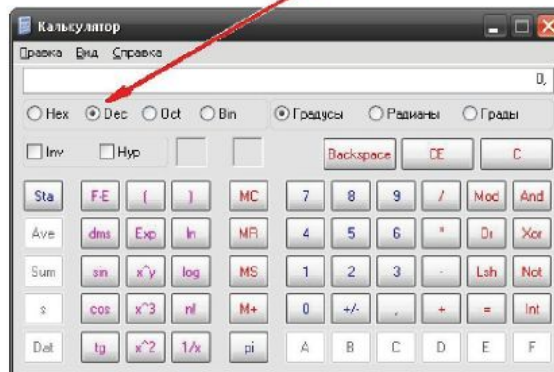 Калькулятор
Правка Вид Справка
0,
Hex Dec Oct Bin Градусы Радианы Грады
Inv Hyp Backspace CE C
Sta F-E ( ) MC 7 8 9 / Mod And
Ave dms Exp ln MR 4 5 6 * Or Xor
Sum sin x^y log MS 1 2 3 - Lsh Not
s cos x^3 n! M+ 0 +/- , + = Int
Dat tg x^2 1/x pi A B C D E F